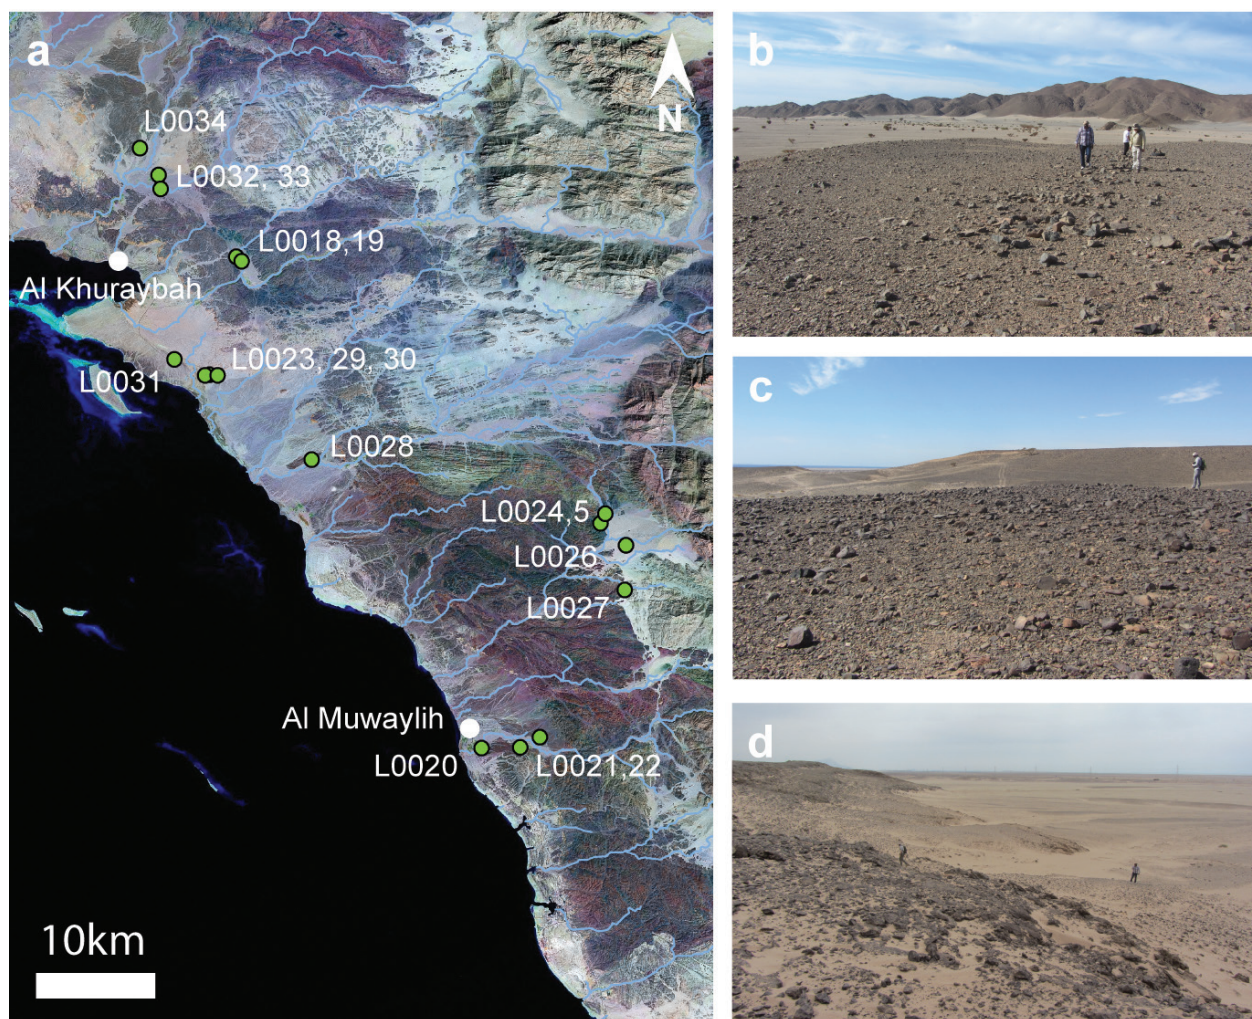 a
N
L0034
L0032, 33
L0018,19
Al Khuraybah
L0023, 29, 30
L0031
L0028
L0024,5
L0026
L0027
Al Muwaylih
L0020
L0021,22
10km
b
c
d